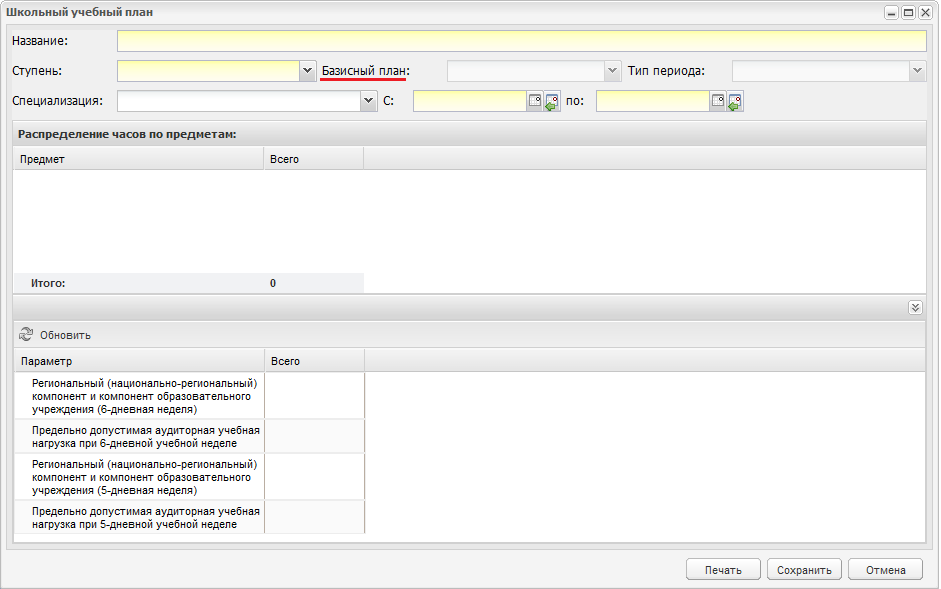 Школьный учебный план
Название:
Ступень: Базисный план: Тип периода:
Специализация: С: по:
Распределение часов по предметам:
Предмет Всего
Итого: 0
Обновить
Параметр Всего
Региональный (национально-региональный)
компонент и компонент образовательного
учреждения (6-дневная неделя)
Предельно допустимая аудиторная учебная
нагрузка при 6-дневной учебной неделе
Региональный (национально-региональный)
компонент и компонент образовательного
учреждения (5-дневная неделя)
Предельно допустимая аудиторная учебная
нагрузка при 5-дневной учебной неделе
Печать Сохранить Отмена